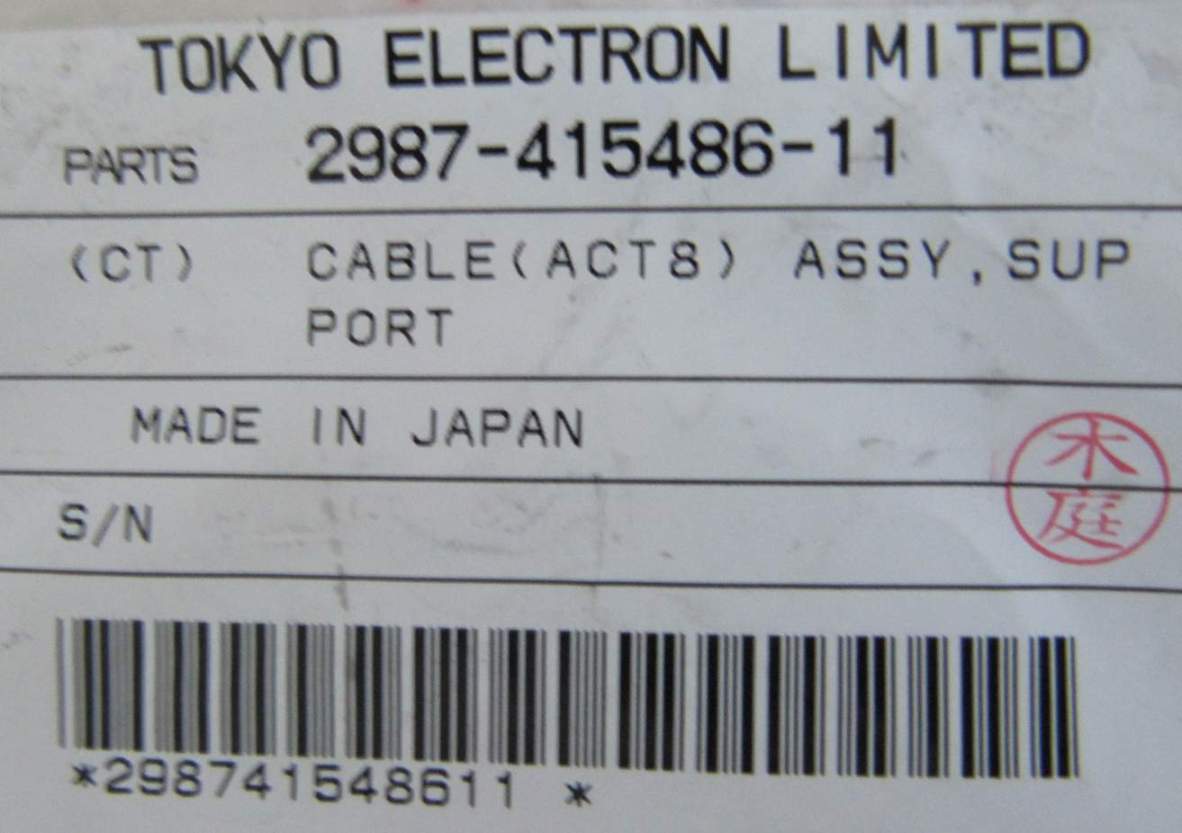 TOKYO ELECTRON LIMITED
PARTS 2987-415486-11
(CT) CABLE(ACT8) ASSY,SUP
PORT
MADE IN JAPAN
木
庭
S/N
*298741548611 *